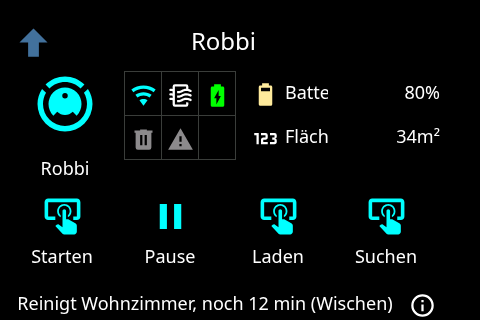 Robbi
Batte 80%
123 Fläch 34m²
Robbi
Starten Pause Laden Suchen
Reinigt Wohnzimmer, noch 12 min (Wischen)